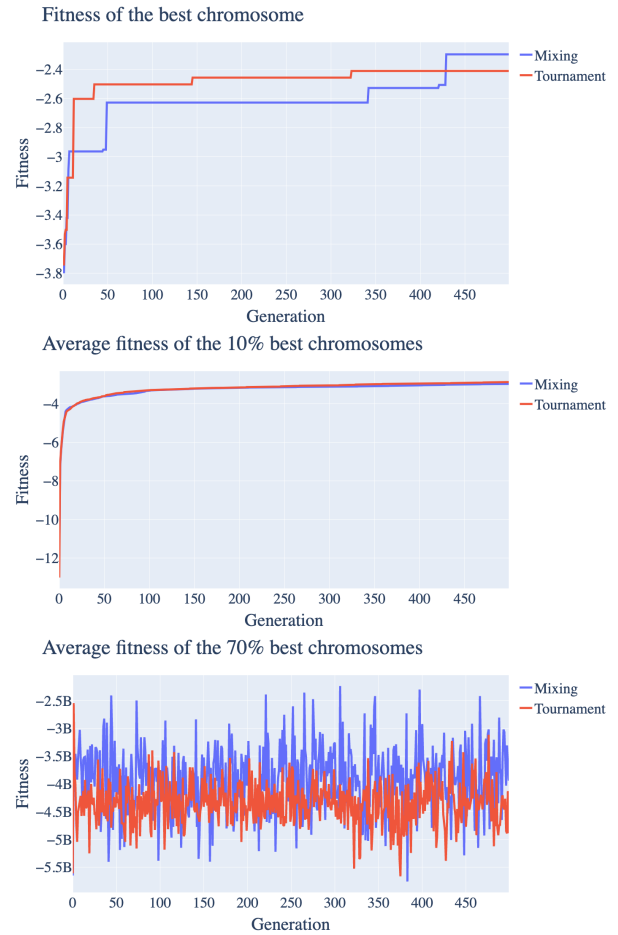 Fitness of the best chromosome
Mixing
Tournament
−2.4
−2.6
−2.8
−3
−3.2
−3.4
−3.6
−3.8
Fitness
0 50 100 150 200 250 300 350 400 450
Generation
Average fitness of the 10% best chromosomes
Mixing
Tournament
−4
−6
−8
−10
−12
Fitness
0 50 100 150 200 250 300 350 400 450
Generation
Average fitness of the 70% best chromosomes
Mixing
Tournament
−2.5B
−3B
−3.5B
−4B
−4.5B
−5B
−5.5B
Fitness
0 50 100 150 200 250 300 350 400 450
Generation